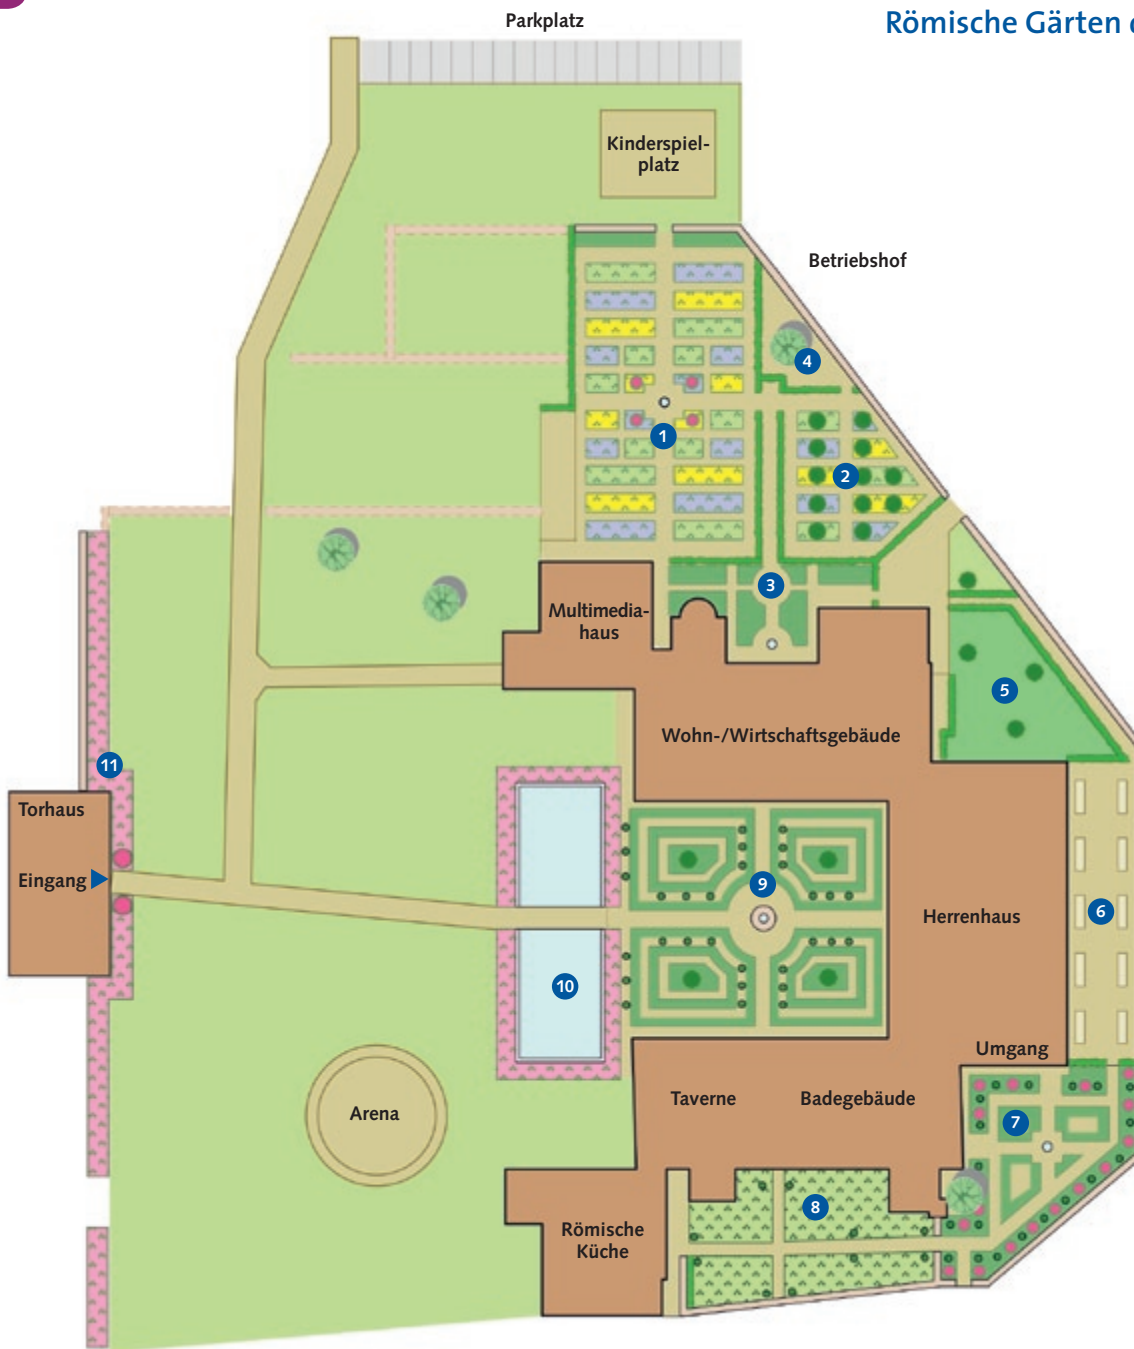 Parkplatz
Römische Gärten
Kinderspiel-
platz
Betriebshof
4
1
2
3
Multimedia-
haus
5
Wohn-/Wirtschaftsgebäude
11
Torhaus
Eingang
9
6
Herrenhaus
10
Umgang
Arena
Taverne
Badegebäude
7
8
Römische
Küche